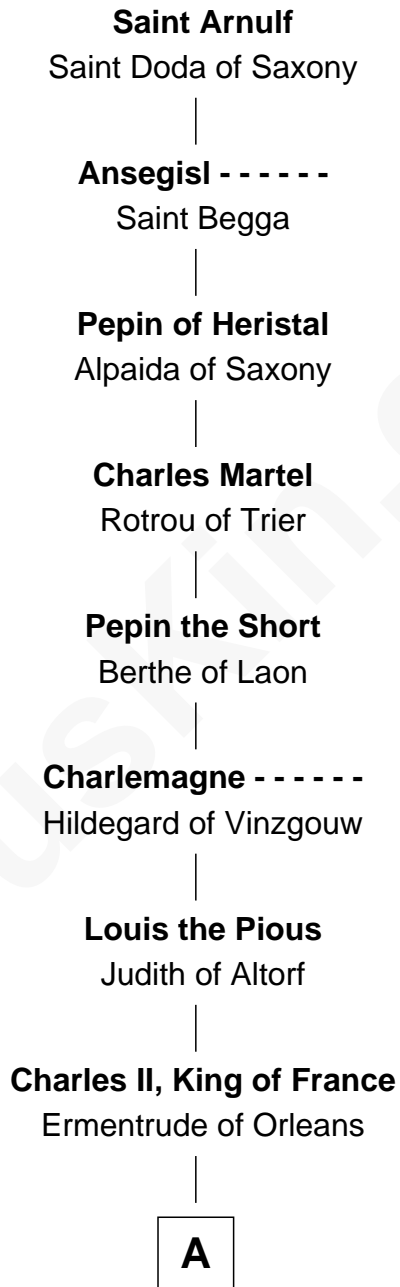 Saint Arnulf
Saint Doda of Saxony
Ansegisl - - - - - -
Saint Begga
Pepin of Heristal
Alpaida of Saxony
Charles Martel
Rotrou of Trier
Pepin the Short
Berthe of Laon
Charlemagne - - - - - -
Hildegard of Vinzgouw
Louis the Pious
Judith of Altorf
Charles II, King of France
Ermentrude of Orleans
A